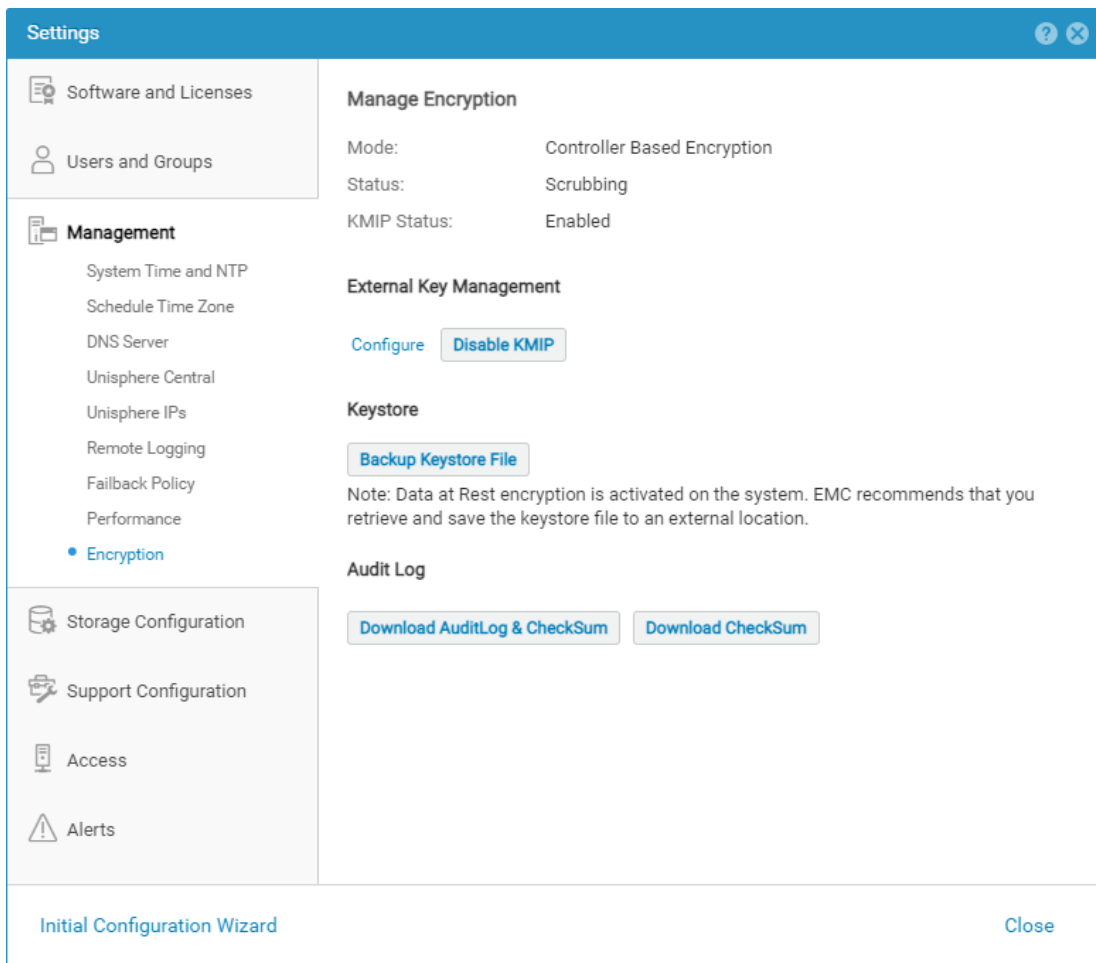 Settings
Software and Licenses
Users and Groups
Management
System Time and NTP
Schedule Time Zone
DNS Server
Unisphere Central
Unisphere IPs
Remote Logging
Failback Policy
Performance
Encryption
Storage Configuration
Support Configuration
Access
Alerts
Manage Encryption
Mode: Controller Based Encryption
Status: Scrubbing
KMIP Status: Enabled
External Key Management
Configure Disable KMIP
Keystore
Backup Keystore File
Note: Data at Rest encryption is activated on the system. EMC recommends that you
retrieve and save the keystore file to an external location.
Audit Log
Download AuditLog & CheckSum Download CheckSum
Initial Configuration Wizard Close